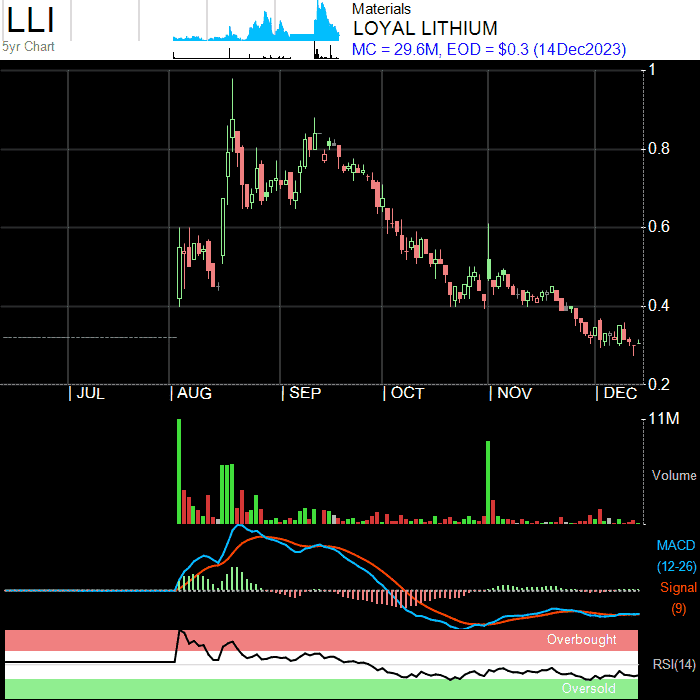 LLI
5yr Chart
Materials
LOYAL LITHIUM
MC = 29.6M, EOD = $0.3 (14Dec2023)
1
0.8
0.6
0.4
0.2
JUL AUG SEP OCT NOV DEC
11M
Volume
MACD
(12-26)
Signal
(9)
Overbought
RSI(14)
Oversold